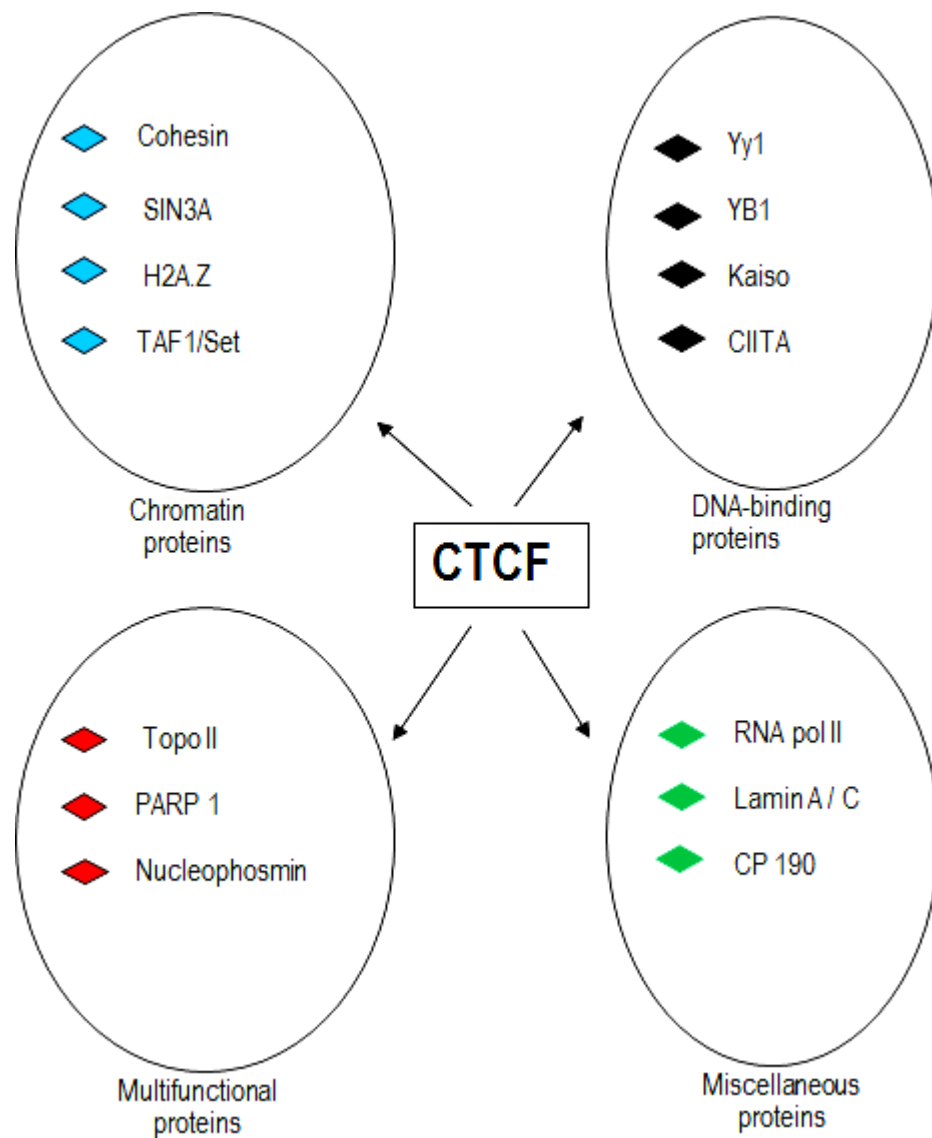 Cohesin
SIN3A
H2A.Z
TAF1/Set
Chromatin
proteins
Yy1
YB1
Kaiso
CIITA
DNA-binding
proteins
CTCF
Topo II
PARP 1
Nucleophosmin
Multifunctional
proteins
RNA pol II
Lamin A / C
CP 190
Miscellaneous
proteins